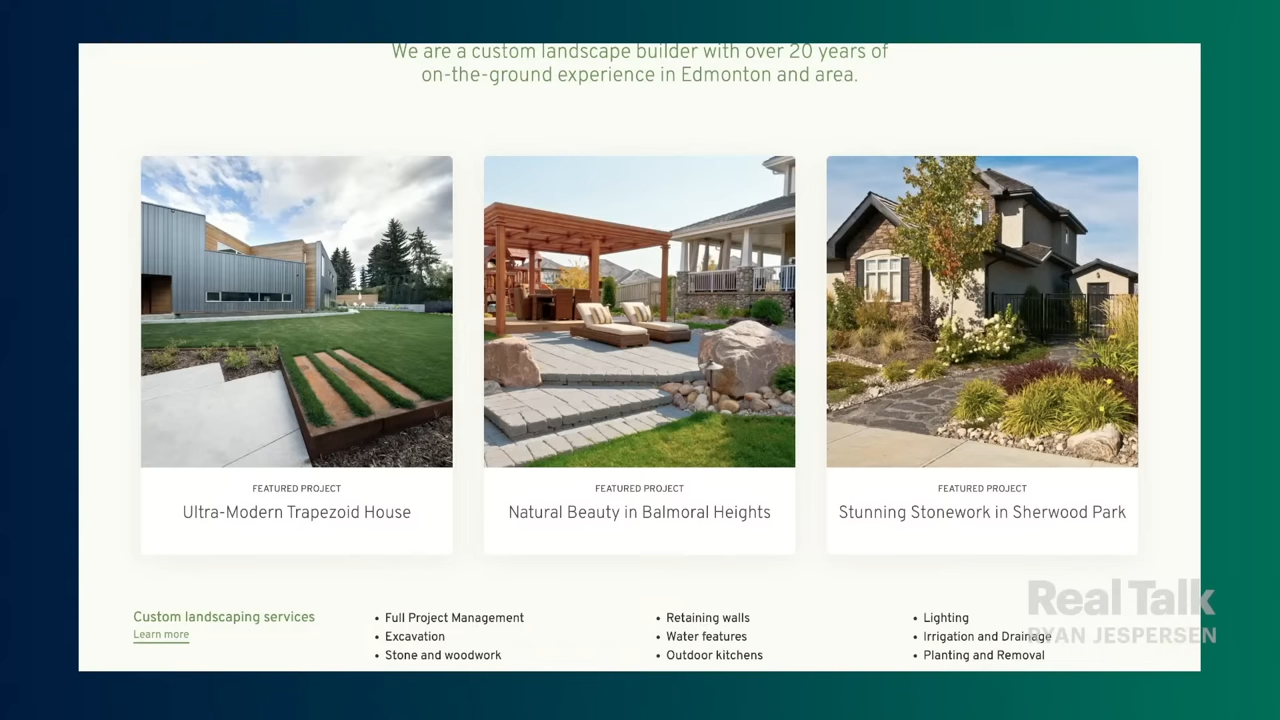 We are a custom landscape builder with over 20 years of
on-the-ground experience in Edmonton and area.
FEATURED PROJECT
Ultra-Modern Trapezoid House
FEATURED PROJECT
Natural Beauty in Balmoral Heights
FEATURED PROJECT
Stunning Stonework in Sherwood Park
Custom landscaping services
Learn more
• Full Project Management
• Excavation
• Stone and woodwork
• Retaining walls
• Water features
• Outdoor kitchens
• Lighting
• Irrigation and Drainage
• Planting and Removal
Real Talk
RYAN JESPERSEN